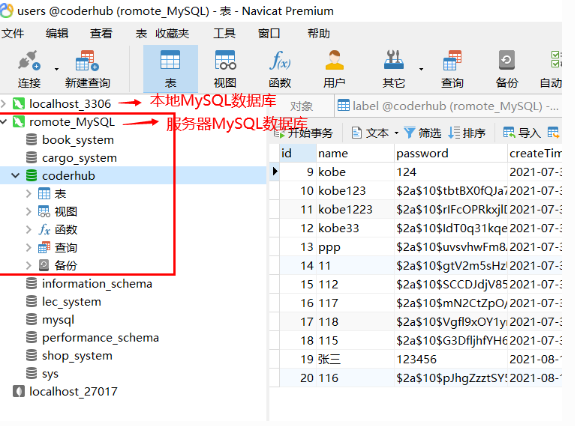 users @coderhub (romote_MySQL) - 表 - Navicat Premium
文件 编辑 查看 表 收藏夹 工具 窗口 帮助
连接 新建查询 表 视图 函数 用户 其它 查询 备份 自动
localhost_3306 本地MySQL数据库
对象 label @coderhub (romote_MySQL) -...
romote_MySQL 服务器MySQL数据库
开始事务 文本 筛选 排序 导入
book_system
cargo_system
coderhub
表
视图
函数
查询
备份
information_schema
lec_system
mysql
performance_schema
shop_system
sys
localhost_27017
id name password createTim
9 kobe 124 2021-07-3
10 kobe123 $2a$10$tbtBX0fQJa7 2021-07-3
11 kobe1223 $2a$10$rIFcOPRkxjlD 2021-07-3
12 kobe33 $2a$10$IdT0q31kqe 2021-07-3
13 ppp $2a$10$uvsvhwFm8 2021-07-3
14 11 $2a$10$gtV2m5sHz 2021-07-3
15 112 $2a$10$SCCDJdjV85 2021-07-3
16 117 $2a$10$mN2CtZpO 2021-07-3
17 118 $2a$10$Vgfl9xOY1y 2021-07-3
18 115 $2a$10$G3DfljhfYH6 2021-07-3
19 张三 123456 2021-08-1
20 116 $2a$10$pJhgZzztSY5 2021-08-1